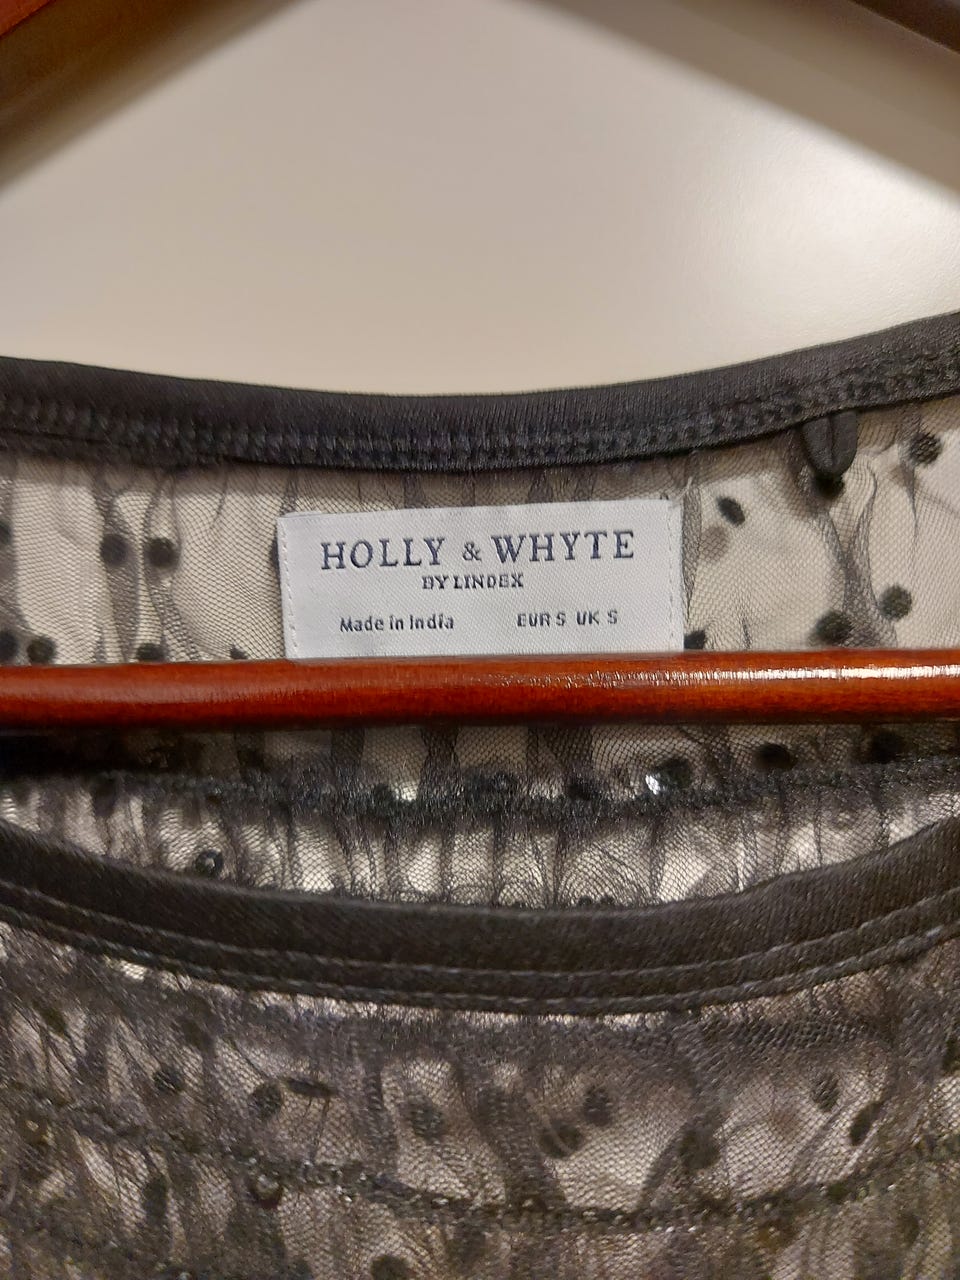 HOLLY & WHYTE
BY LINDEX
Made in India EUR S UK S